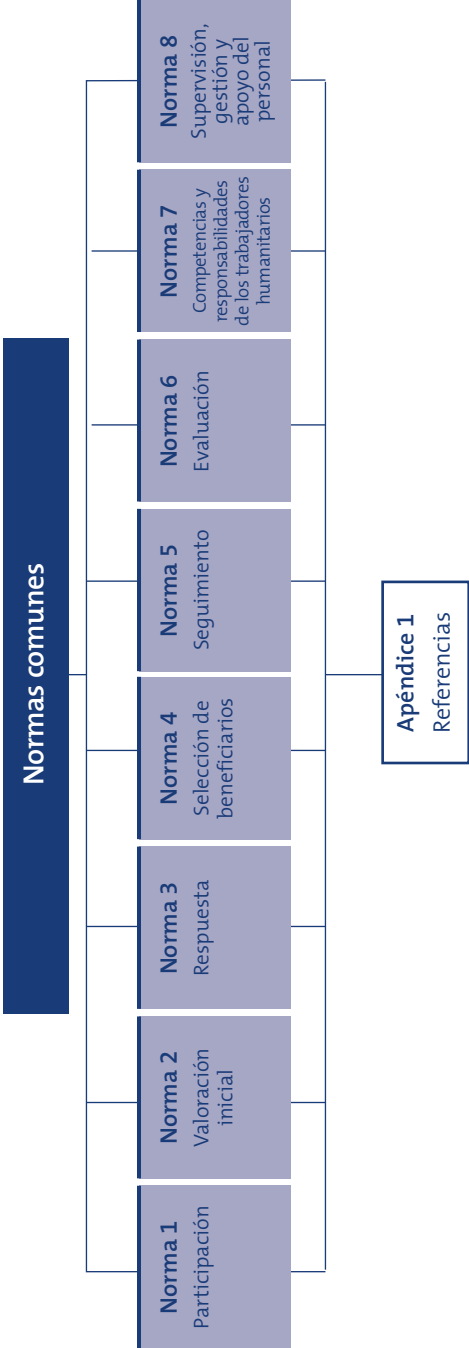 Normas comunes
Norma 1
Participación
Norma 2
Valoración
inicial
Norma 3
Respuesta
Norma 4
Selección de
beneficiarios
Norma 5
Seguimiento
Norma 6
Evaluación
Norma 7
Competencias y
responsabilidades
de los trabajadores
humanitarios
Norma 8
Supervisión,
gestión y
apoyo del
personal
Apéndice 1
Referencias